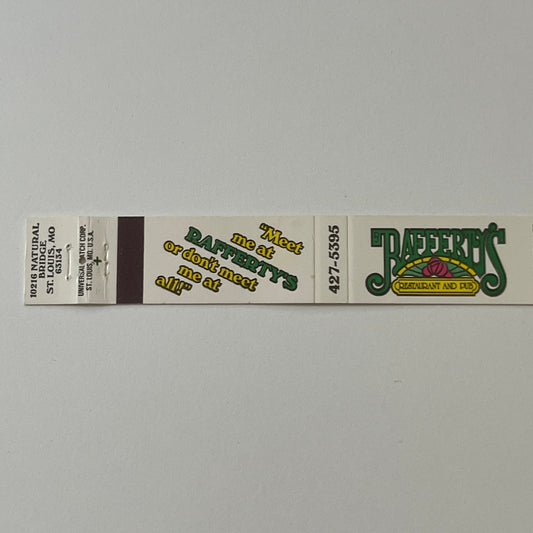 10216 NATURAL
BRIDGE
ST. LOUIS, MO
63134
UNIVERSAL MATCH CORP.
ST. LOUIS, MO, U.S.A.
"Meet
me at
RAFFERTY'S
or don't meet
me at
all!"
427-5395
RAFFERTY'S
RESTAURANT AND PUB